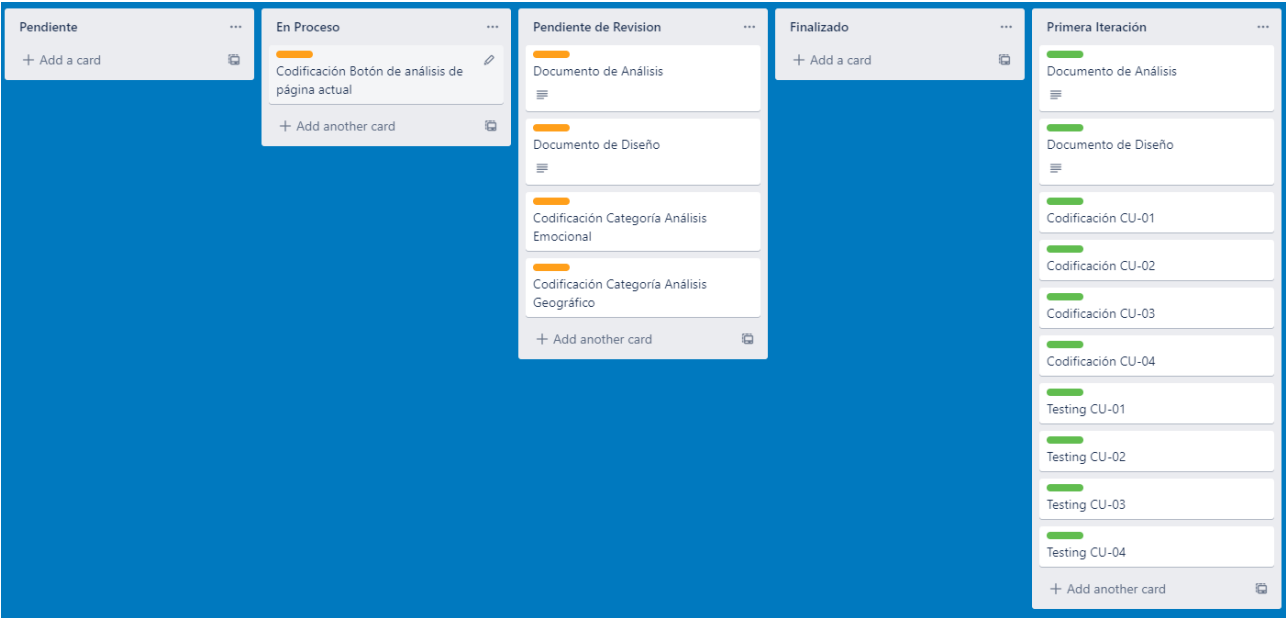 Pendiente
+ Add a card
En Proceso
Codificación Botón de análisis de
página actual
+ Add another card
Pendiente de Revision
Documento de Análisis
Documento de Diseño
Codificación Categoría Análisis
Emocional
Codificación Categoría Análisis
Geográfico
+ Add another card
Finalizado
+ Add a card
Primera Iteración
Documento de Análisis
Documento de Diseño
Codificación CU-01
Codificación CU-02
Codificación CU-03
Codificación CU-04
Testing CU-01
Testing CU-02
Testing CU-03
Testing CU-04
+ Add another card